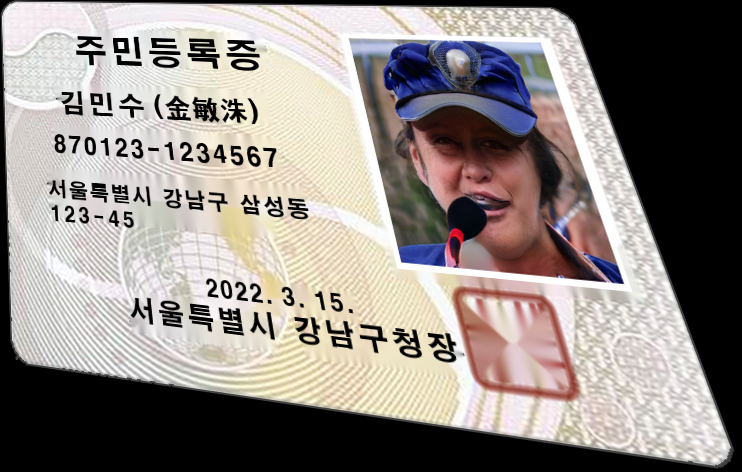 주민등록증
김민수(金敏洙)
870123-1234567
서울특별시 강남구 삼성동
123-45
2022. 3. 15.
서울특별시 강남구청장